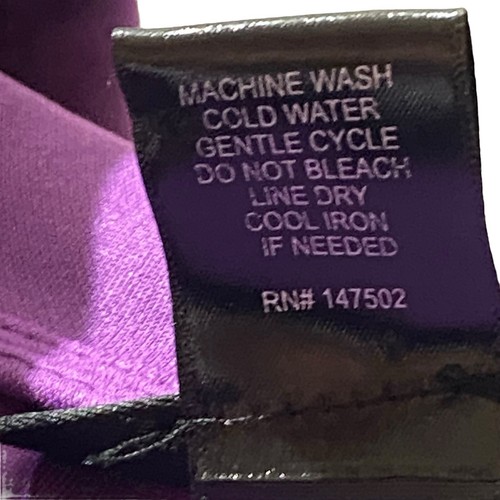 MACHINE WASH
COLD WATER
GENTLE CYCLE
DO NOT BLEACH
LINE DRY
COOL IRON
IF NEEDED
RN# 147502